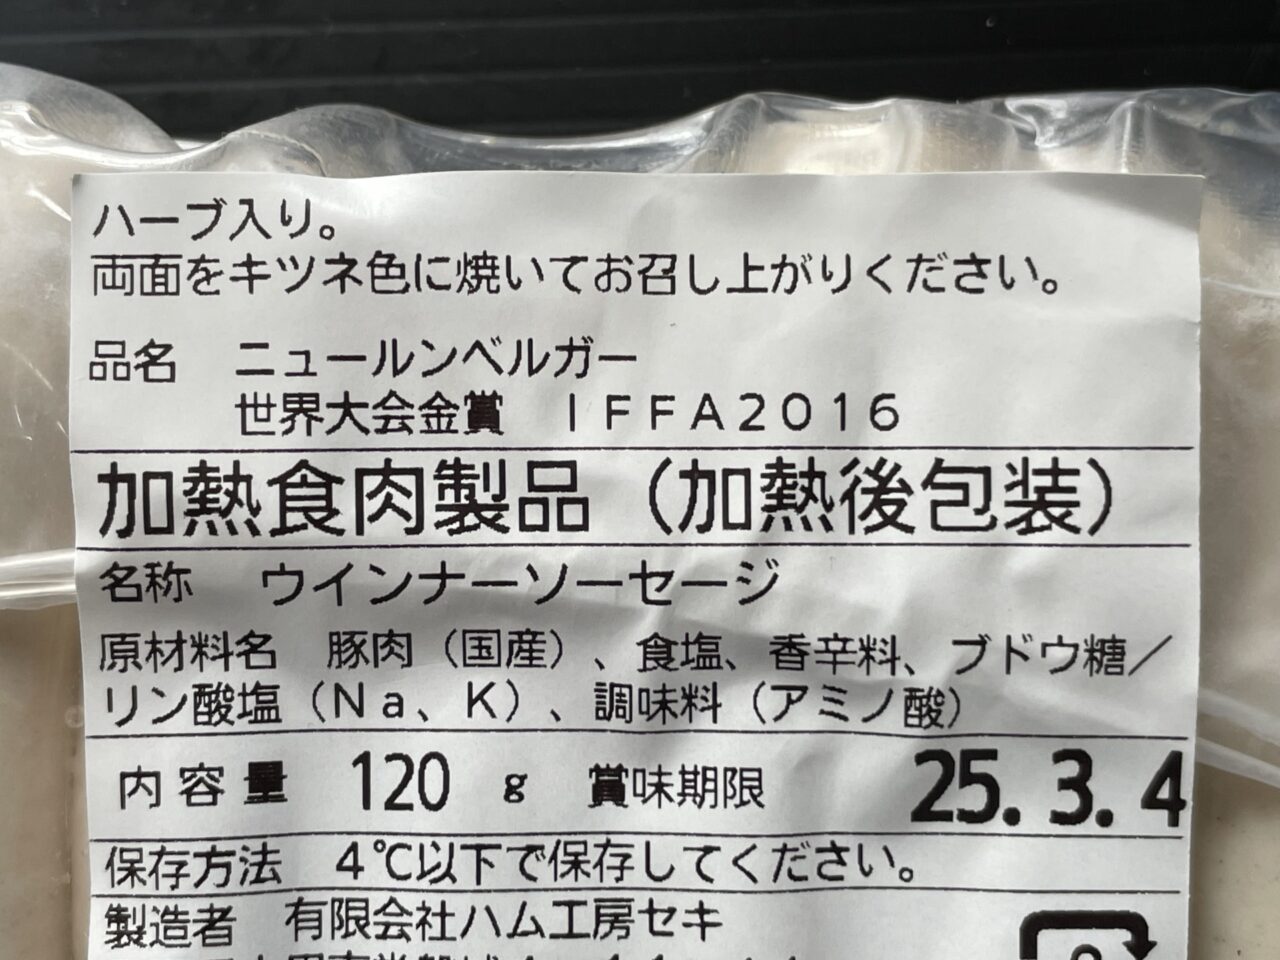 ハーブ入り。
両面をキツネ色に焼いてお召し上がりください。
品名 ニュールンベルガー
世界大会金賞 IFFA2016
加熱食肉製品（加熱後包装）
名称 ウインナーソーセージ
原材料名 豚肉（国産）、食塩、香辛料、ブドウ糖／
リン酸塩（Na、K）、調味料（アミノ酸）
内容量 120 g 賞味期限 25.3.4
保存方法 4℃以下で保存してください。
製造者 有限会社ハム工房セキ